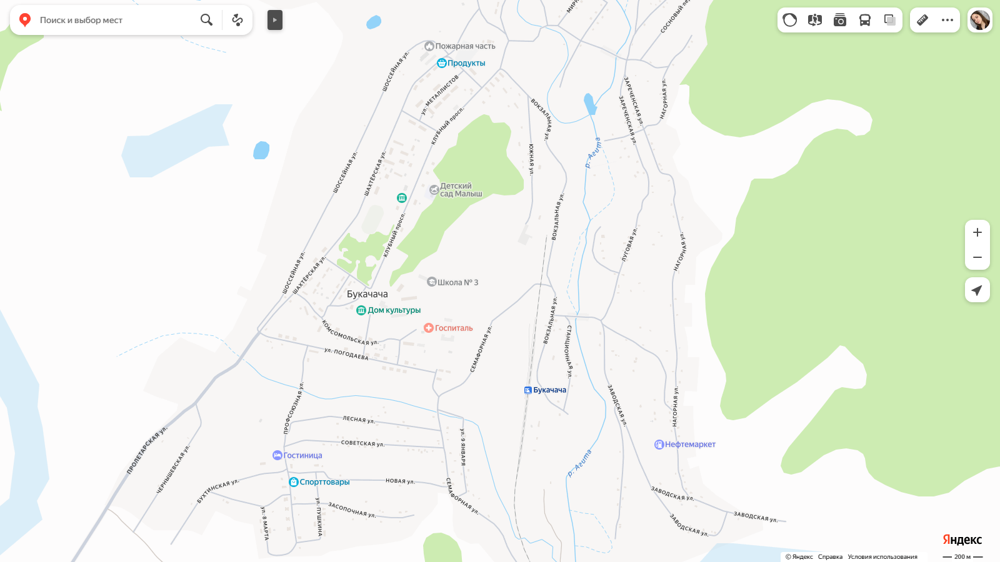 Поиск и выбор мест
МИРН
СОСНОВЫЙ пер
Пожарная часть
Продукты
ШОССЕЙНАЯ ул.
ул. МЕТАЛЛИСТОВ
КЛУБНЫЙ просп.
ВОКЗАЛЬНАЯ ул.
ЗАРЕЧЕНСКАЯ ул.
ЗАРЕЧЕНСКАЯ ул.
НАГОРНАЯ ул.
ЮЖНАЯ ул.
р. Агита
ШОССЕЙНАЯ ул.
ШАХТЁРСКАЯ ул.
Детский
сад Малыш
КЛУБНЫЙ просп.
ВОКЗАЛЬНАЯ ул.
ЛУГОВАЯ ул.
НАГОРНАЯ ул.
ШОССЕЙНАЯ ул.
ШАХТЁРСКАЯ ул.
Школа № 3
Букачача
Дом культуры
Госпиталь
КОМСОМОЛЬСКАЯ ул.
ул. ПОГОДАЕВА
СЕМАФОРНАЯ ул.
ВОКЗАЛЬНАЯ ул.
СТАНЦИОННАЯ ул.
Букачача
ПРОФСОЮЗНАЯ ул.
ЗАВОДСКАЯ ул.
НАГОРНАЯ ул.
ЛЕСНАЯ ул.
СОВЕТСКАЯ ул.
ул. 9 ЯНВАРЯ
ПРОЛЕТАРСКАЯ ул.
Гостиница
Нефтемаркет
р. Агита
ЧЕРНЫШЕВСКАЯ ул.
БУХТИНСКАЯ ул.
Спорттовары
НОВАЯ ул.
СЕМАФОРНАЯ ул.
ЗАСОПОЧНАЯ ул.
ул. ПУШКИНА
ул. 8 МАРТА
ЗАВОДСКАЯ ул.
ЗАВОДСКАЯ ул.
ЗАВОДСКАЯ ул.
Яндекс
© Яндекс Справка Условия использования
200 м